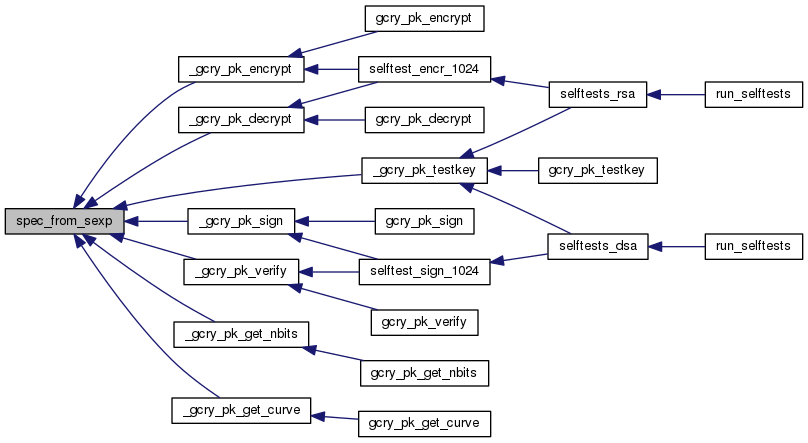 gcry_pk_encrypt
_gcry_pk_encrypt
selftest_encr_1024
selftests_rsa
run_selftests
_gcry_pk_decrypt
gcry_pk_decrypt
_gcry_pk_testkey
gcry_pk_testkey
spec_from_sexp
_gcry_pk_sign
gcry_pk_sign
selftests_dsa
run_selftests
_gcry_pk_verify
selftest_sign_1024
gcry_pk_verify
_gcry_pk_get_nbits
gcry_pk_get_nbits
_gcry_pk_get_curve
gcry_pk_get_curve